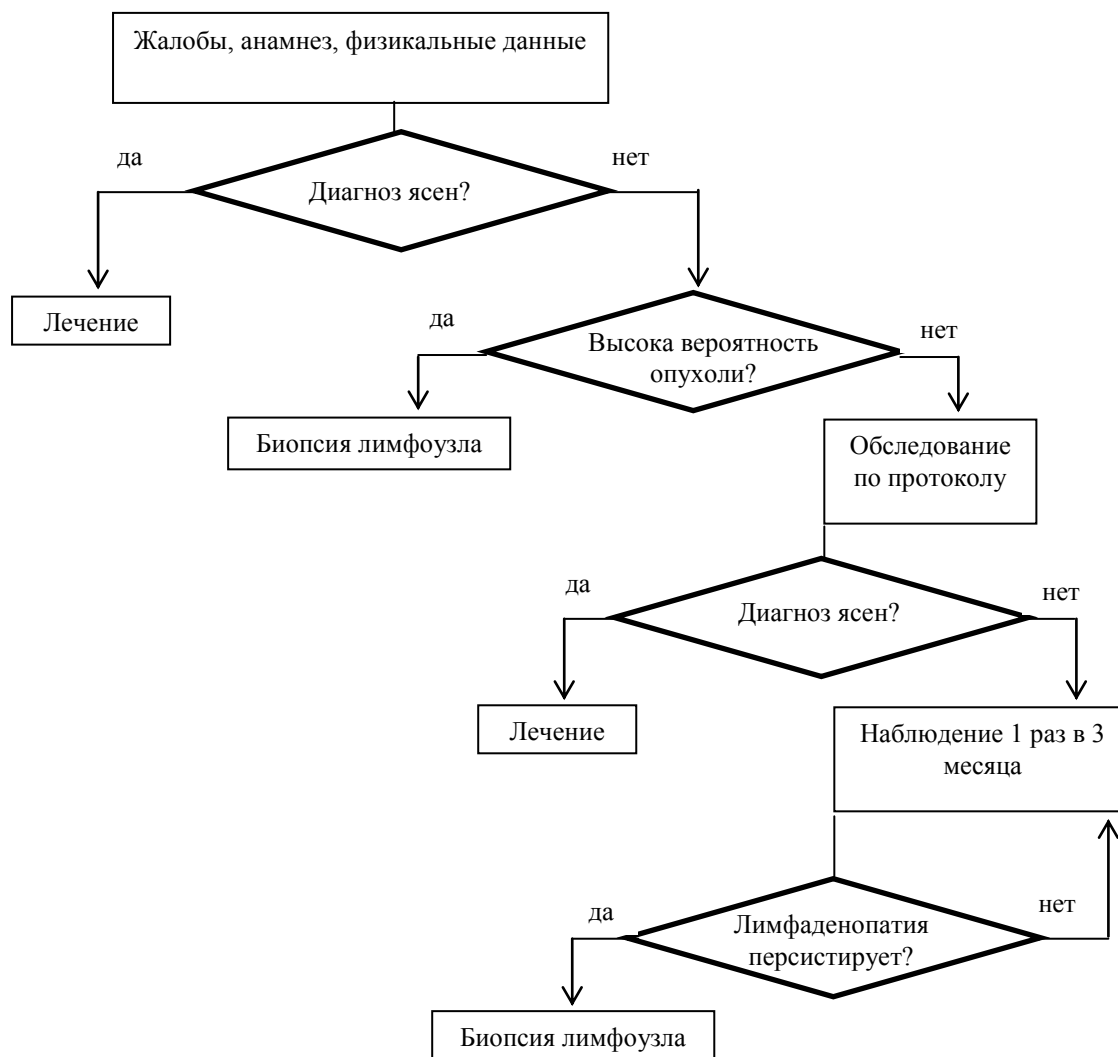 Жалобы, анамнез, физикальные данные
да
нет
Диагноз ясен?
Лечение
да
нет
Высока вероятность
опухоли?
Биопсия лимфоузла
Обследование
по протоколу
да
нет
Диагноз ясен?
Лечение
Наблюдение 1 раз в 3
месяца
да
нет
Лимфаденопатия
персистирует?
Биопсия лимфоузла